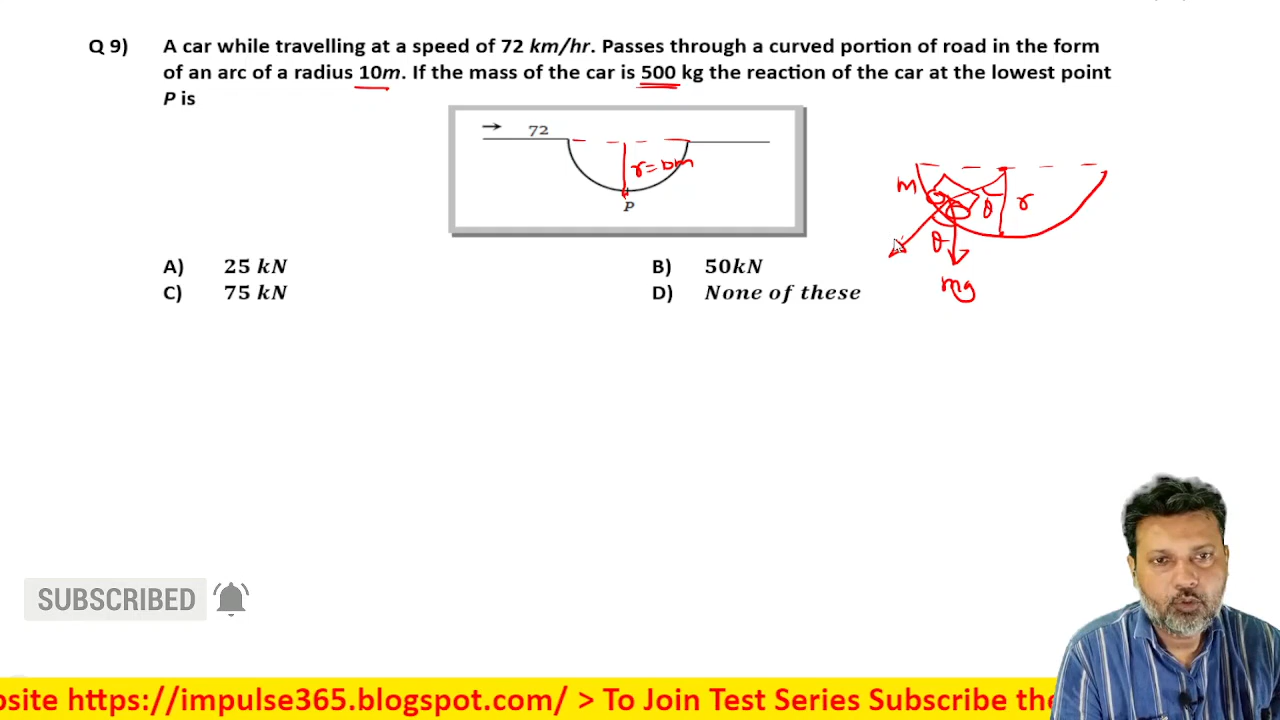 Q 9) A car while travelling at a speed of 72 km/hr. Passes through a curved portion of road in the form
of an arc of a radius 10m. If the mass of the car is 500 kg the reaction of the car at the lowest point
P is
→ 72
r=10m
P
m
θ
r
θ
mg
A) 25 kN
B) 50kN
C) 75 kN
D) None of these
SUBSCRIBED
site https://impulse365.blogspot.com/ > To Join Test Series Subscribe the